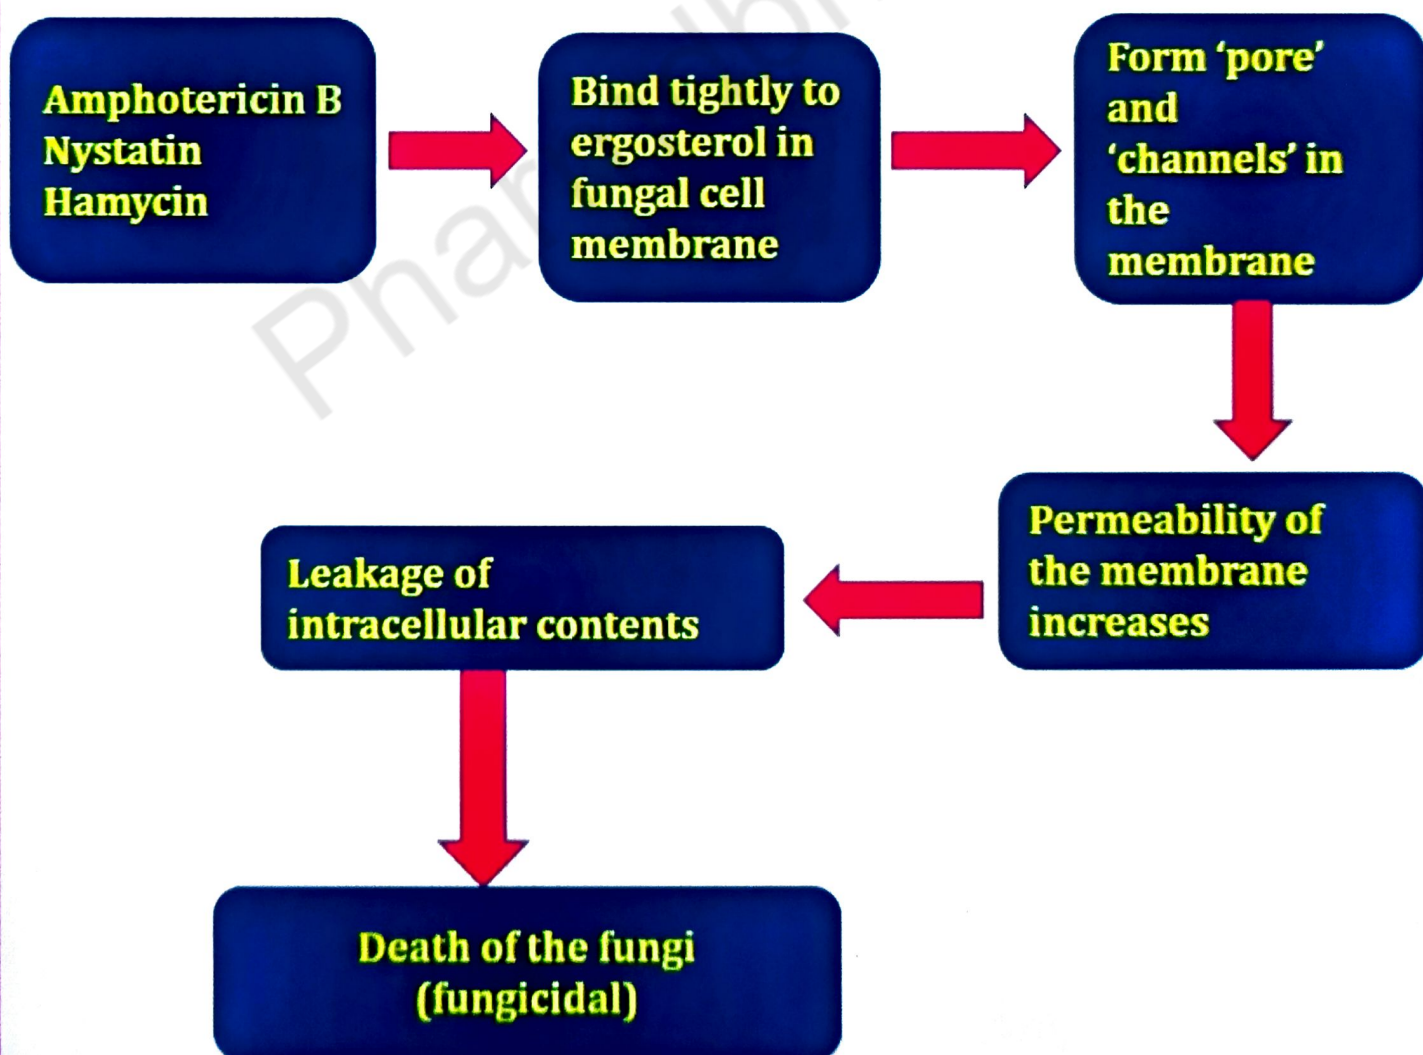 Amphotericin B
Nystatin
Hamycin
Bind tightly to
ergosterol in
fungal cell
membrane
Form ‘pore’
and
‘channels’ in
the
membrane
Permeability of
the membrane
increases
Leakage of
intracellular contents
Death of the fungi
(fungicidal)